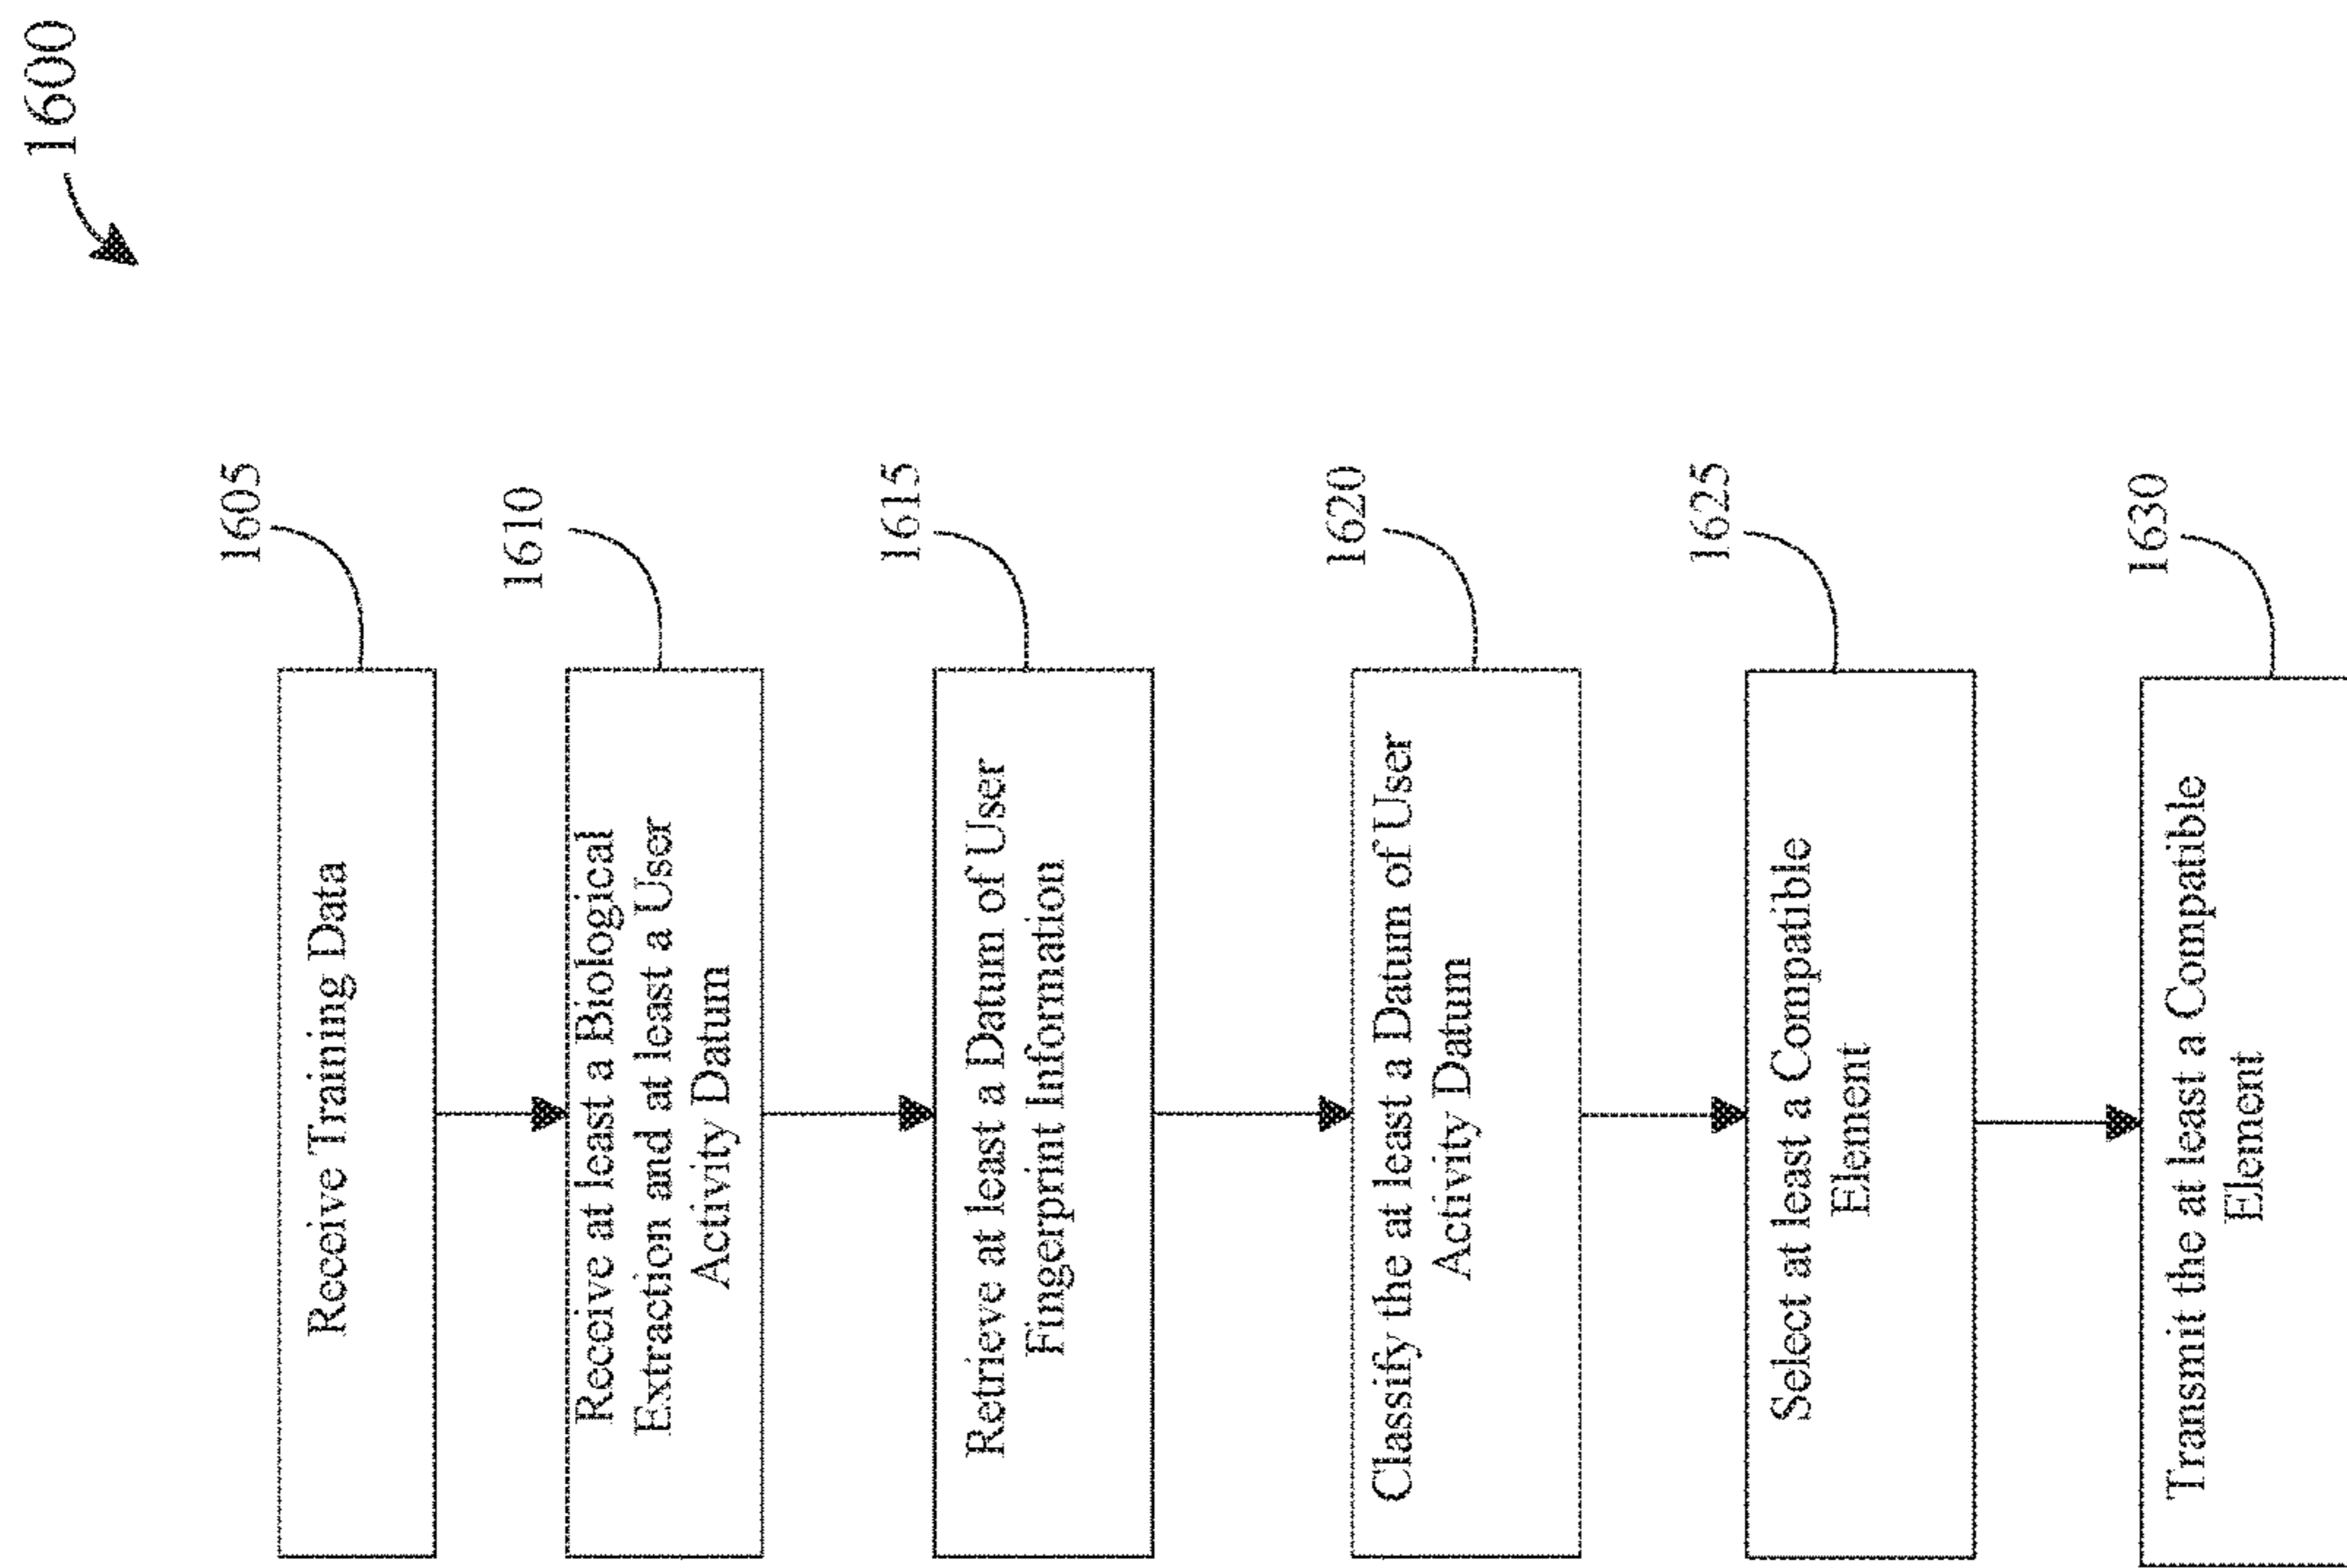 1600
1605
Receive Training Data
1610
Receive at least a Biological
Extraction and at least a User
Activity Datum
1615
Retrieve at least a Datum of User
Fingerprint Information
1620
Classify the at least a Datum of User
Activity Datum
1625
Select at least a Compatible
Element
1630
Transmit the at least a Compatible
Element